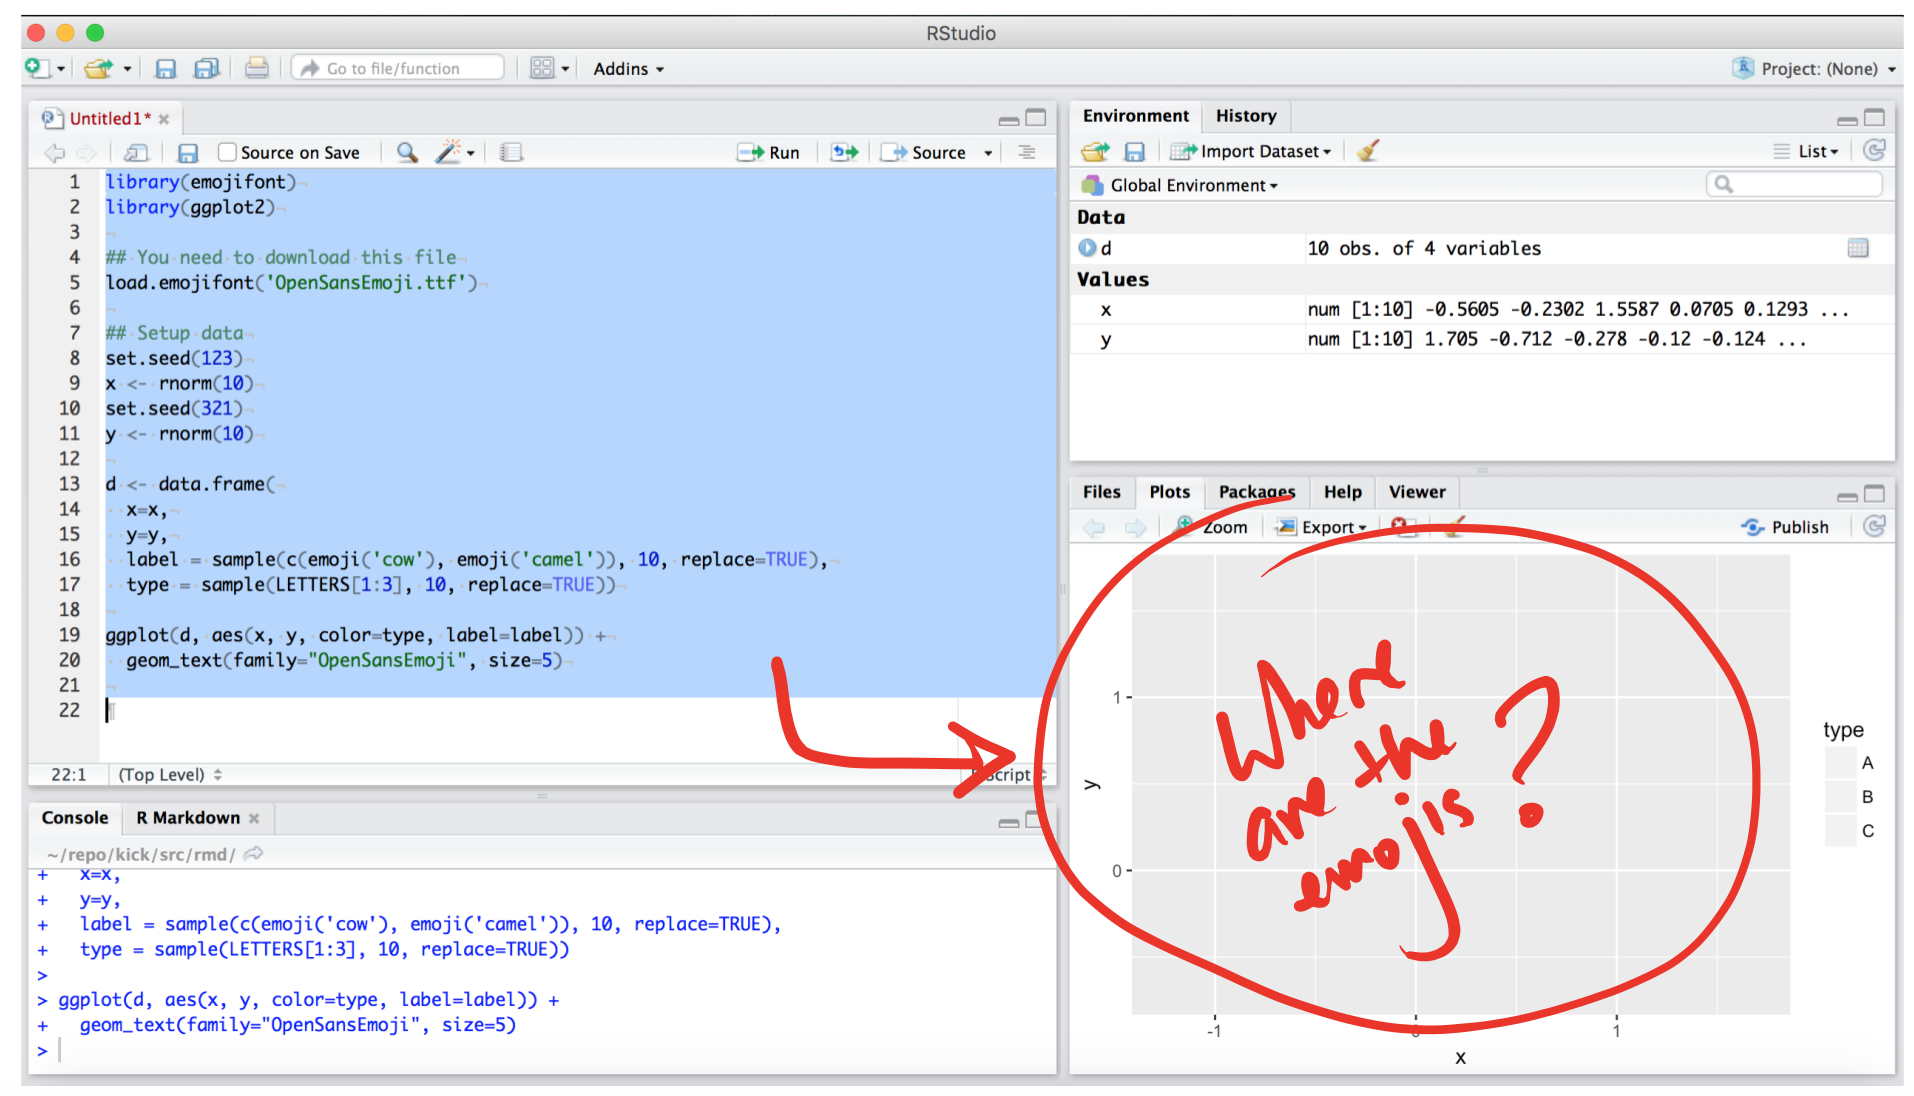 RStudio
Go to file/function
Addins
Project: (None)
Untitled1*
Source on Save
Run
Source
1 library(emojifont)
2 library(ggplot2)
3
4 ## You need to download this file
5 load.emojifont('OpenSansEmoji.ttf')
6
7 ## Setup data
8 set.seed(123)
9 x <- rnorm(10)
10 set.seed(321)
11 y <- rnorm(10)
12
13 d <- data.frame(
14 x=x,
15 y=y,
16 label = sample(c(emoji('cow'), emoji('camel')), 10, replace=TRUE),
17 type = sample(LETTERS[1:3], 10, replace=TRUE))
18
19 ggplot(d, aes(x, y, color=type, label=label)) +
20 geom_text(family="OpenSansEmoji", size=5)
21
22
22:1 (Top Level) Script
Console R Markdown
~/repo/kick/src/rmd/
+ x=x,
+ y=y,
+ label = sample(c(emoji('cow'), emoji('camel')), 10, replace=TRUE),
+ type = sample(LETTERS[1:3], 10, replace=TRUE))
>
> ggplot(d, aes(x, y, color=type, label=label)) +
+ geom_text(family="OpenSansEmoji", size=5)
>
Environment History
Import Dataset List
Global Environment
Data
d 10 obs. of 4 variables
Values
x num [1:10] -0.5605 -0.2302 1.5587 0.0705 0.1293 ...
y num [1:10] 1.705 -0.712 -0.278 -0.12 -0.124 ...
Files Plots Packages Help Viewer
Zoom Export Publish
Where
are the
emojis?
1
0
y
-1 0 1
x
type
A
B
C